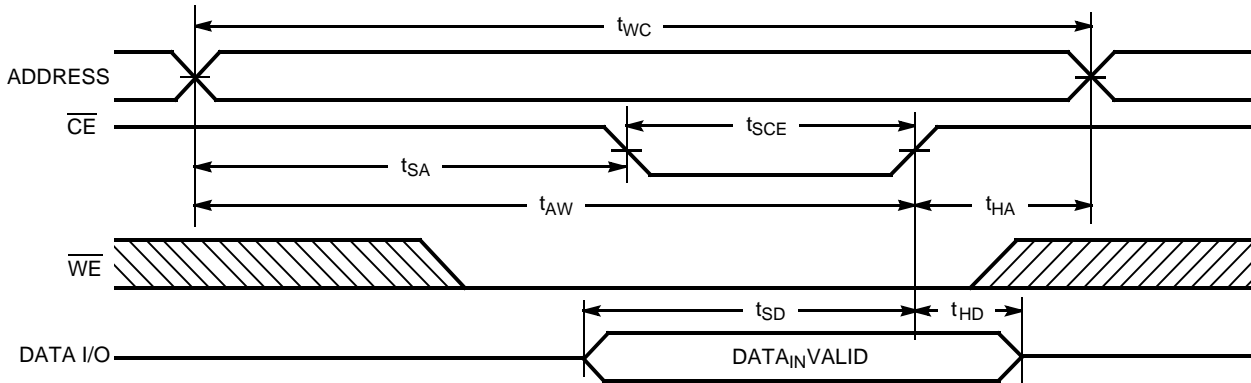 tWC
ADDRESS
CE
tSCE
tSA
tAW
tHA
WE
tSD
tHD
DATA I/O
DATAINVALID